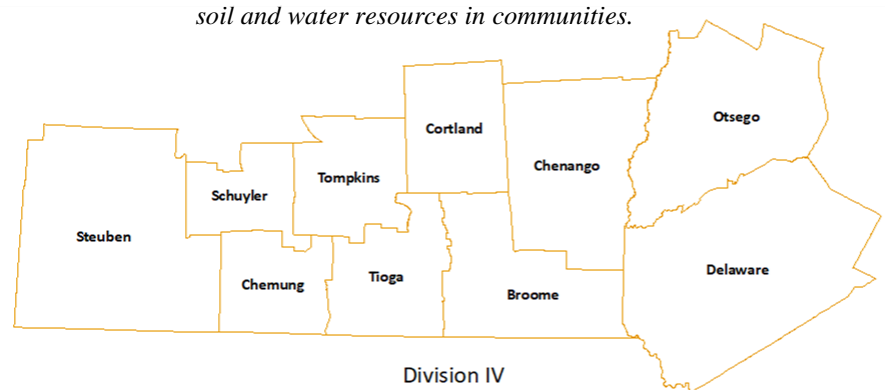 soil and water resources in communities.
Otsego
Cortland
Chenango
Tompkins
Schuyler
Steuben
Delaware
Tioga
Chemung
Broome
Division IV